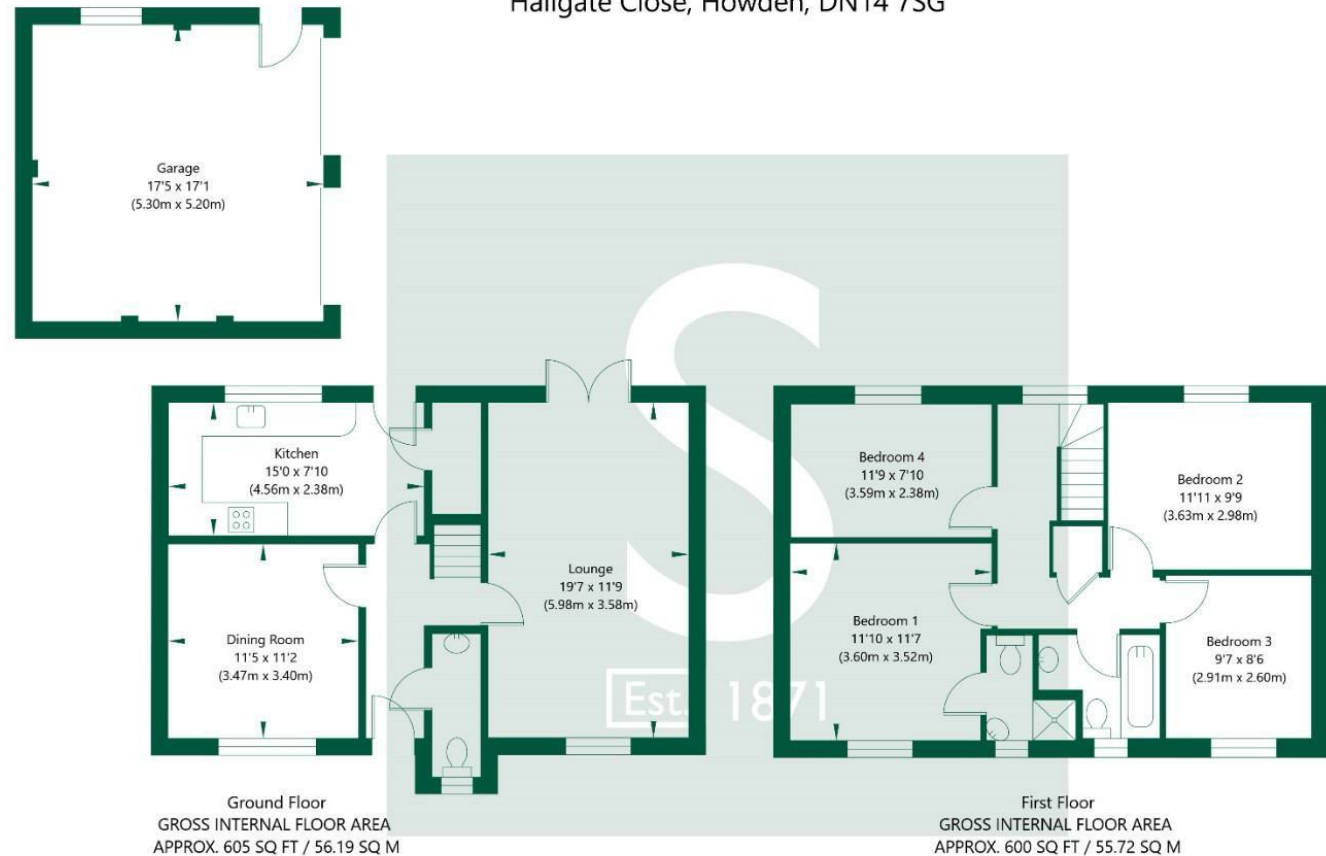 Hallgate Close, Howden, DN14 7SG
Garage
17'5 x 17'1
(5.30m x 5.20m)
Kitchen
15'0 x 7'10
(4.56m x 2.38m)
Dining Room
11'5 x 11'2
(3.47m x 3.40m)
Lounge
19'7 x 11'9
(5.98m x 3.58m)
Bedroom 4
11'9 x 7'10
(3.59m x 2.38m)
Bedroom 2
11'11 x 9'9
(3.63m x 2.98m)
Bedroom 1
11'10 x 11'7
(3.60m x 3.52m)
Bedroom 3
9'7 x 8'6
(2.91m x 2.60m)
S
Est. 1871
Ground Floor
GROSS INTERNAL FLOOR AREA
APPROX. 605 SQ FT / 56.19 SQ M
First Floor
GROSS INTERNAL FLOOR AREA
APPROX. 600 SQ FT / 55.72 SQ M